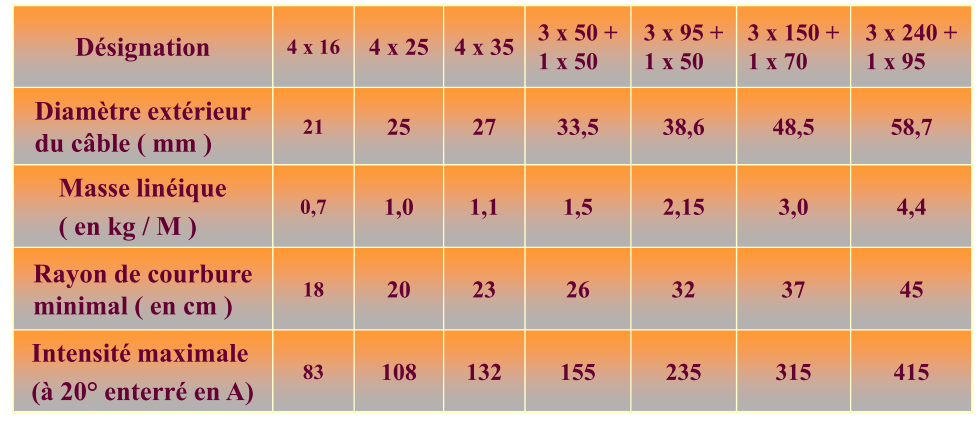 Désignation 4 x 16 4 x 25 4 x 35 3 x 50 + 3 x 95 + 3 x 150 + 3 x 240 +
1 x 50 1 x 50 1 x 70 1 x 95
Diamètre extérieur
du câble ( mm ) 21 25 27 33,5 38,6 48,5 58,7
Masse linéique
( en kg / M ) 0,7 1,0 1,1 1,5 2,15 3,0 4,4
Rayon de courbure
minimal ( en cm ) 18 20 23 26 32 37 45
Intensité maximale
(à 20° enterré en A) 83 108 132 155 235 315 415